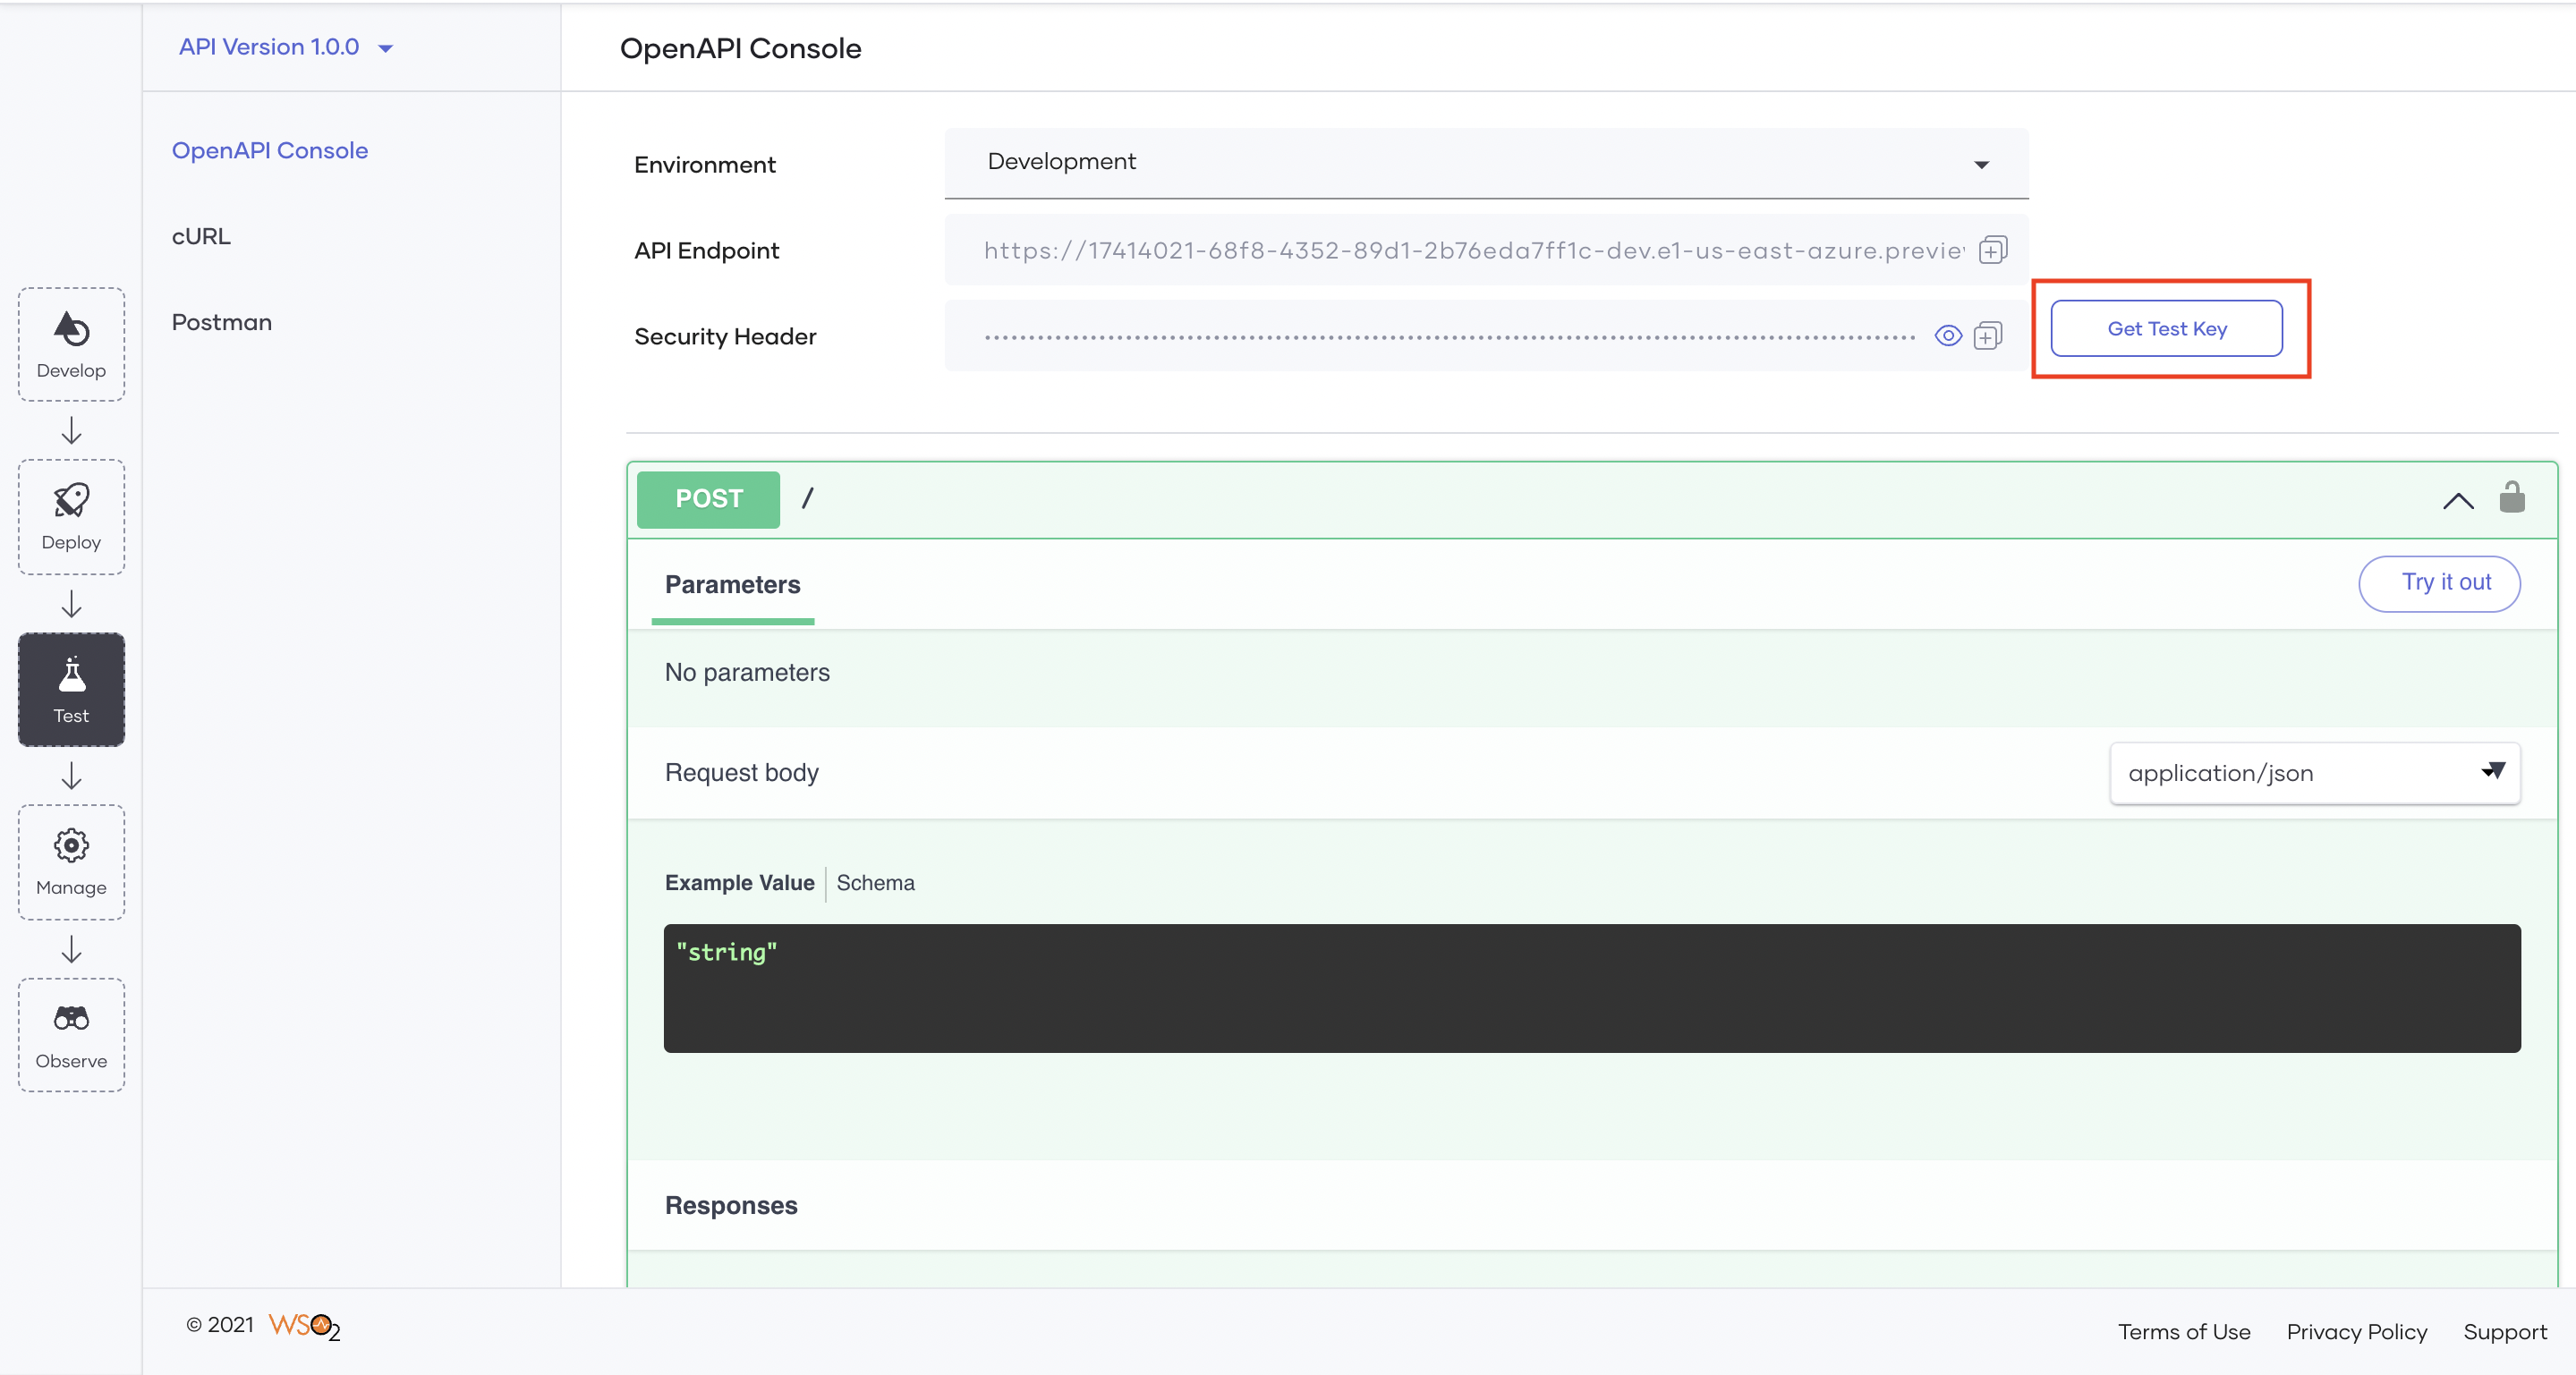 API Version 1.0.0
OpenAPI Console
OpenAPI Console
cURL
Postman
Develop
Deploy
Test
Manage
Observe
Environment
Development
API Endpoint
https://17414021-68f8-4352-89d1-2b76eda7ff1c-dev.e1-us-east-azure.preview
Security Header
Get Test Key
POST /
Parameters
Try it out
No parameters
Request body
application/json
Example Value
Schema
"string"
Responses
© 2021 WSO2
Terms of Use
Privacy Policy
Support